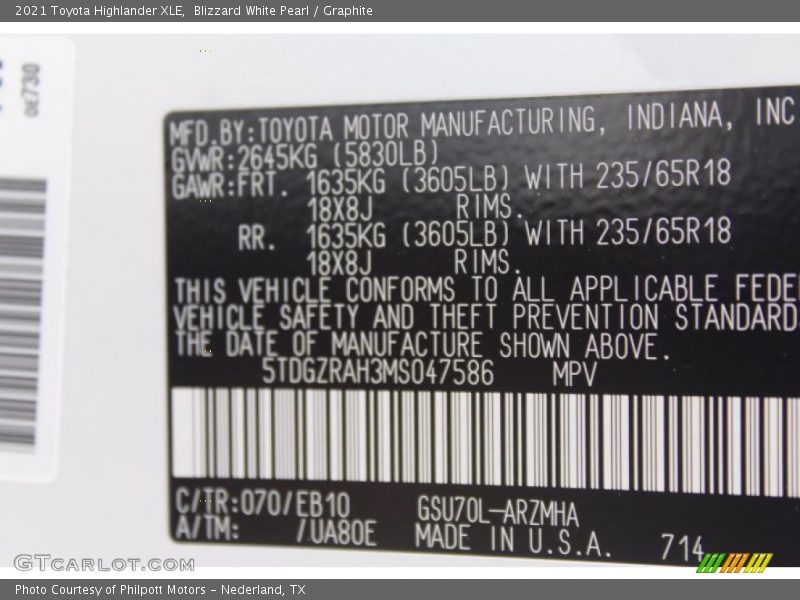 2021 Toyota Highlander XLE, Blizzard White Pearl / Graphite
0E730
MFD.BY:TOYOTA MOTOR MANUFACTURING, INDIANA, INC
GVWR:2645KG (5830LB)
GAWR:FRT. 1635KG (3605LB) WITH 235/65R18
18X8J RIMS.
RR. 1635KG (3605LB) WITH 235/65R18
18X8J RIMS.
THIS VEHICLE CONFORMS TO ALL APPLICABLE FEDE
VEHICLE SAFETY AND THEFT PREVENTION STANDARD
THE DATE OF MANUFACTURE SHOWN ABOVE.
5TDGZRAH3MS047586 MPV
C/TR:070/EB10 GSU70L-ARZMHA
A/TM: /UA80E MADE IN U.S.A. 714
GTCARLOT.COM
Photo Courtesy of Philpott Motors - Nederland, TX